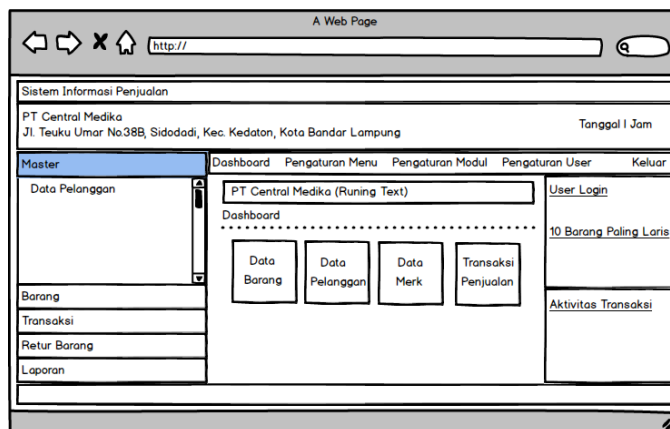 A Web Page
http://
Sistem Informasi Penjualan
PT Central Medika
Jl. Teuku Umar No.38B, Sidodadi, Kec. Kedaton, Kota Bandar Lampung
Tanggal | Jam
Master
Dashboard Pengaturan Menu Pengaturan Modul Pengaturan User Keluar
Data Pelanggan
PT Central Medika (Runing Text)
User Login
Dashboard
10 Barang Paling Laris
Data Barang
Data Pelanggan
Data Merk
Transaksi Penjualan
Barang
Aktivitas Transaksi
Transaksi
Retur Barang
Laporan